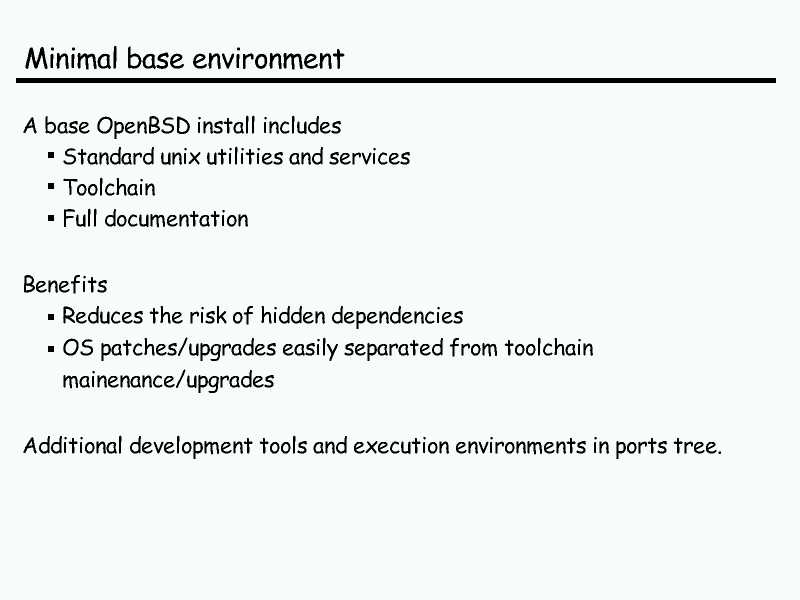 Minimal base environment
A base OpenBSD install includes
▪ Standard unix utilities and services
▪ Toolchain
▪ Full documentation
Benefits
▪ Reduces the risk of hidden dependencies
▪ OS patches/upgrades easily separated from toolchain
mainenance/upgrades
Additional development tools and execution environments in ports tree.